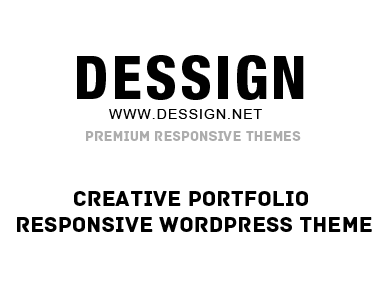 DESSIGN
WWW.DESSIGN.NET
PREMIUM RESPONSIVE THEMES
CREATIVE PORTFOLIO
RESPONSIVE WORDPRESS THEME